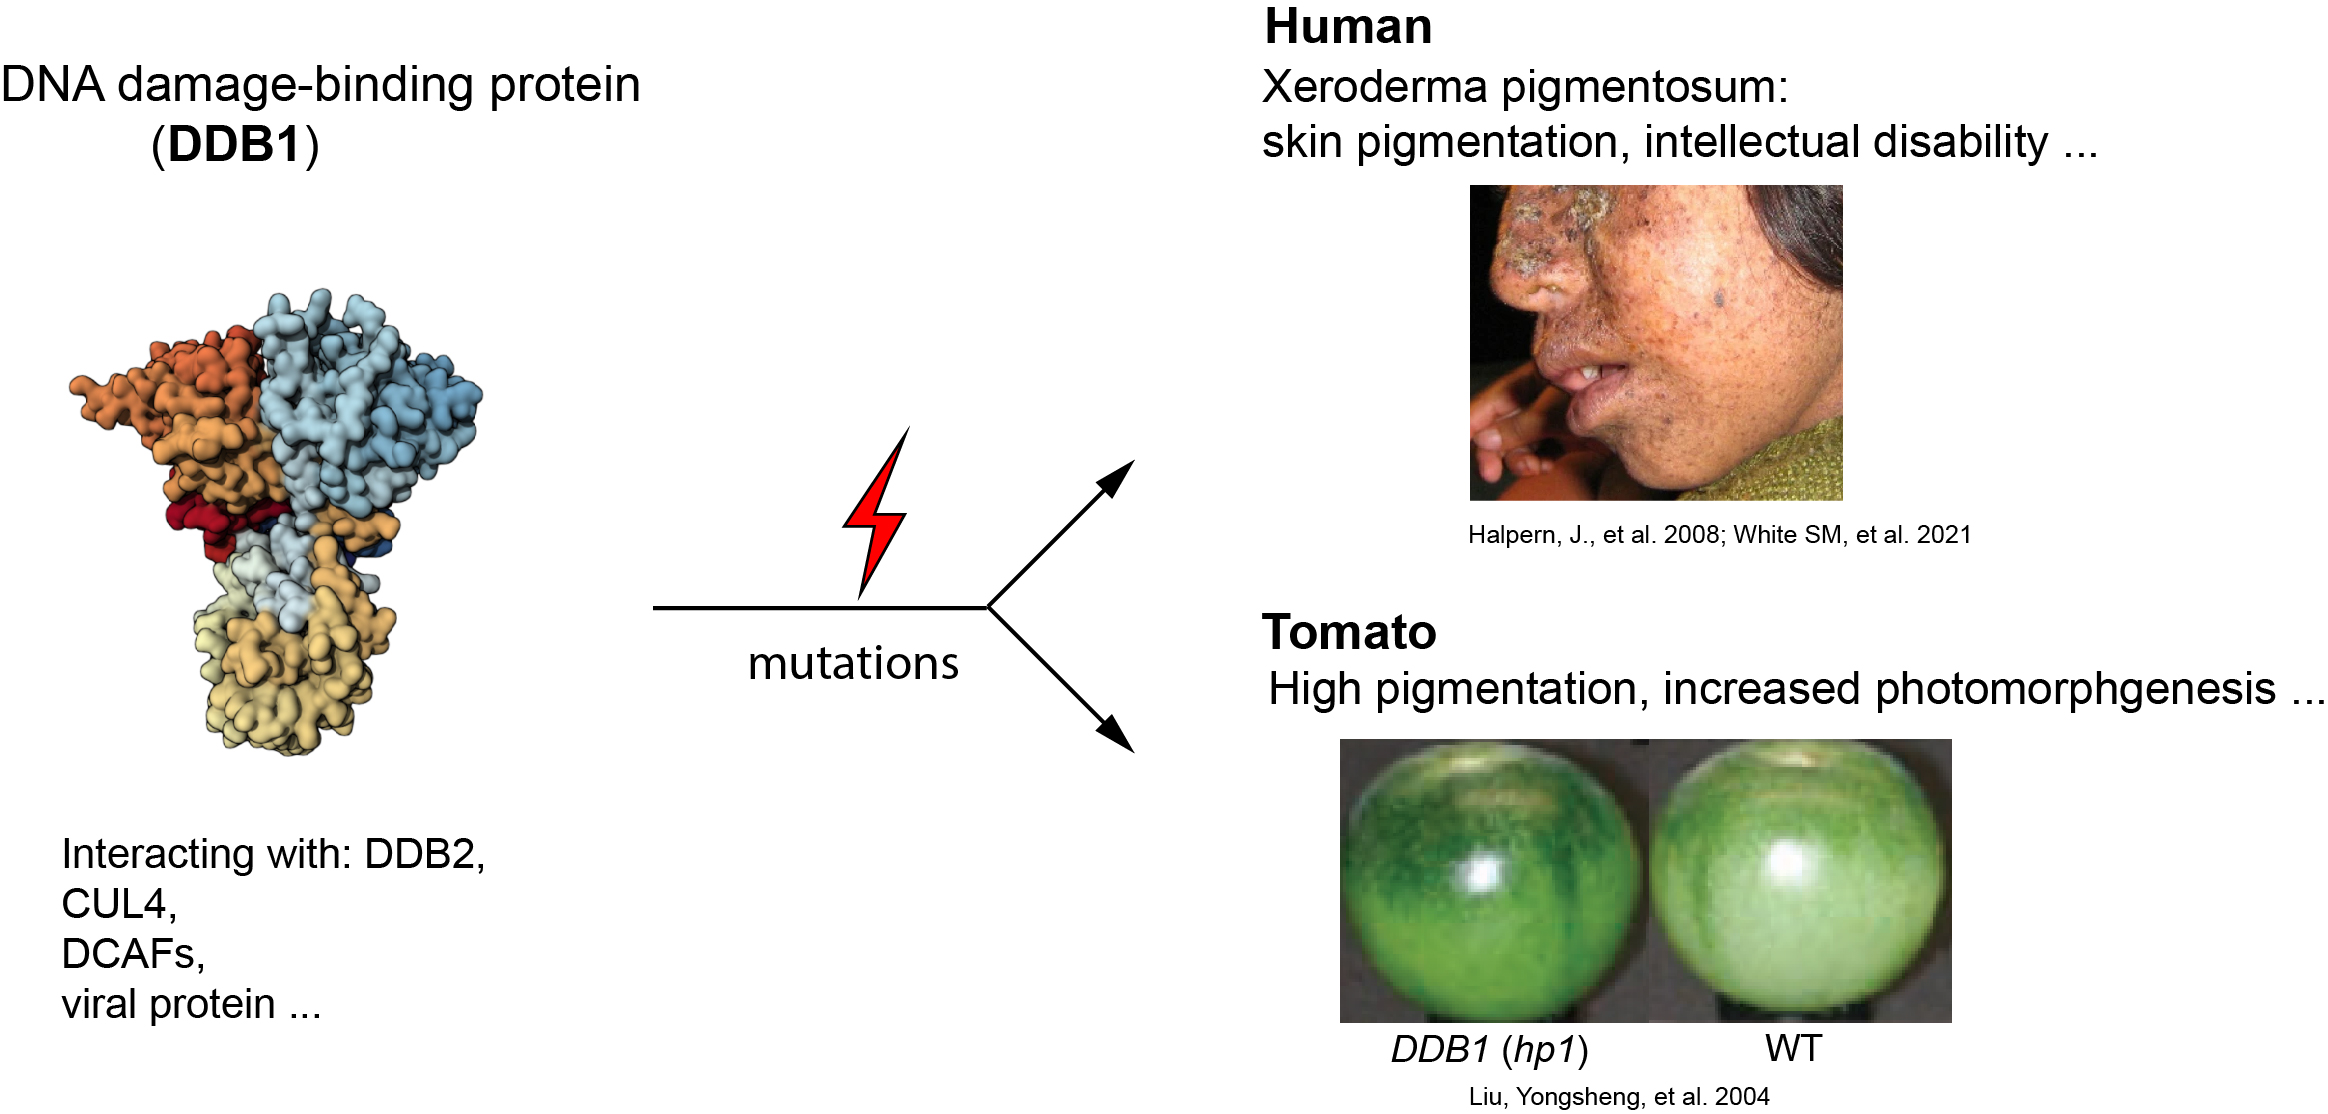 DNA damage-binding protein
(DDB1)
Interacting with: DDB2,
CUL4,
DCAFs,
viral protein ...
mutations
Human
Xeroderma pigmentosum:
skin pigmentation, intellectual disability ...
Halpern, J., et al. 2008; White SM, et al. 2021
Tomato
High pigmentation, increased photomorphgenesis ...
DDB1 (hp1)
WT
Liu, Yongsheng, et al. 2004